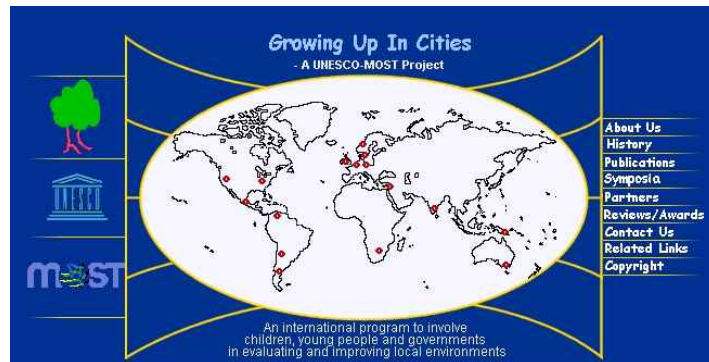 Growing Up In Cities
- A UNESCO-MOST Project
UNESCO
MOST
About Us
History
Publications
Symposia
Partners
Reviews/Awards
Contact Us
Related Links
Copyright
An international program to involve
children, young people and governments
in evaluating and improving local environments